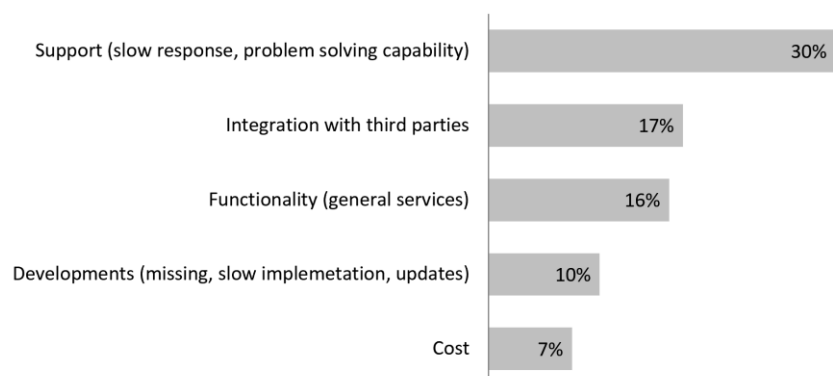 Support (slow response, problem solving capability) 30%
Integration with third parties 17%
Functionality (general services) 16%
Developments (missing, slow implemetation, updates) 10%
Cost 7%